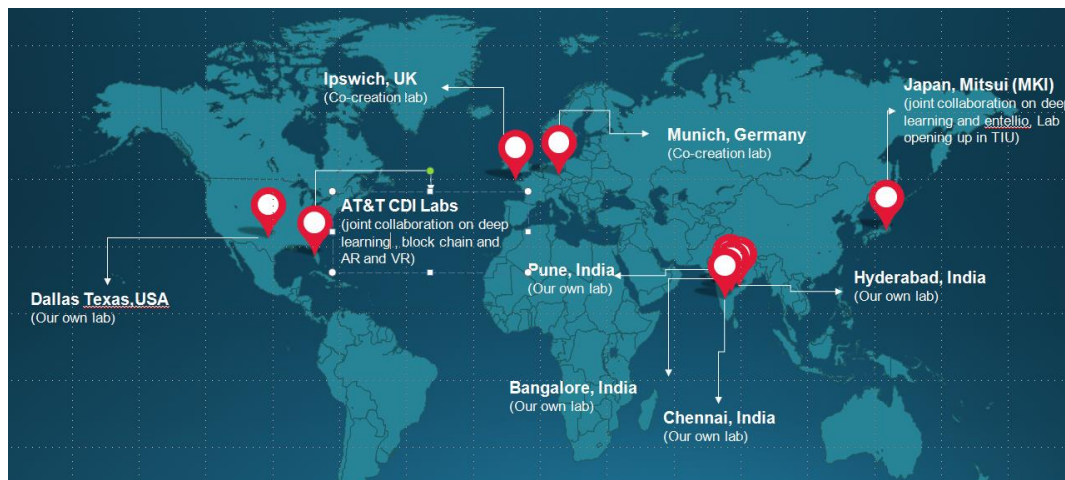 Ipswich, UK
(Co-creation lab)
Japan, Mitsui (MKI)
(joint collaboration on deep
learning and entellio, Lab
opening up in TIU)
Munich, Germany
(Co-creation lab)
AT&T CDI Labs
(joint collaboration on deep
learning , block chain and
AR and VR)
Pune, India
(Our own lab)
Hyderabad, India
(Our own lab)
Dallas Texas,USA
(Our own lab)
Bangalore, India
(Our own lab)
Chennai, India
(Our own lab)